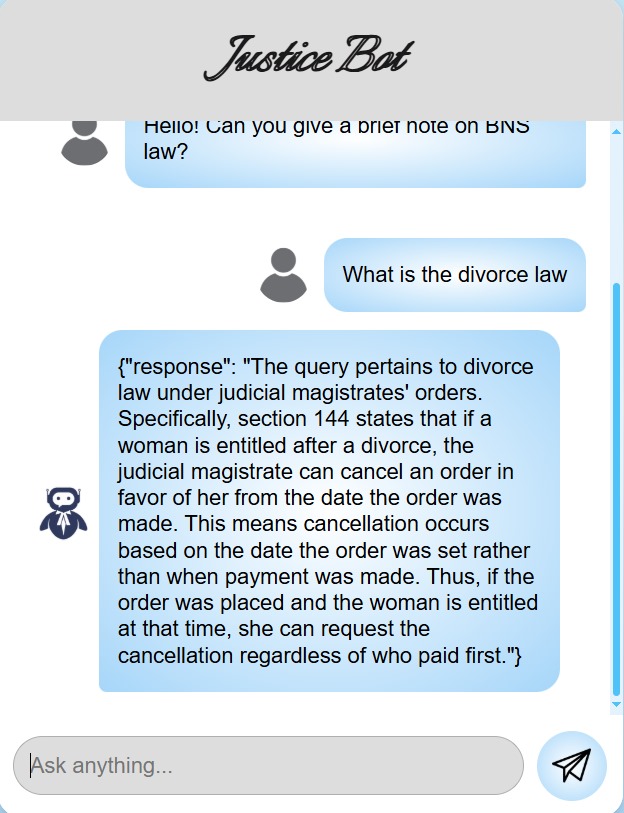 Justice Bot
Hello! Can you give a brief note on BNS
law?
What is the divorce law
{"response": "The query pertains to divorce
law under judicial magistrates' orders.
Specifically, section 144 states that if a
woman is entitled after a divorce, the
judicial magistrate can cancel an order in
favor of her from the date the order was
made. This means cancellation occurs
based on the date the order was set rather
than when payment was made. Thus, if the
order was placed and the woman is entitled
at that time, she can request the
cancellation regardless of who paid first."}
Ask anything...